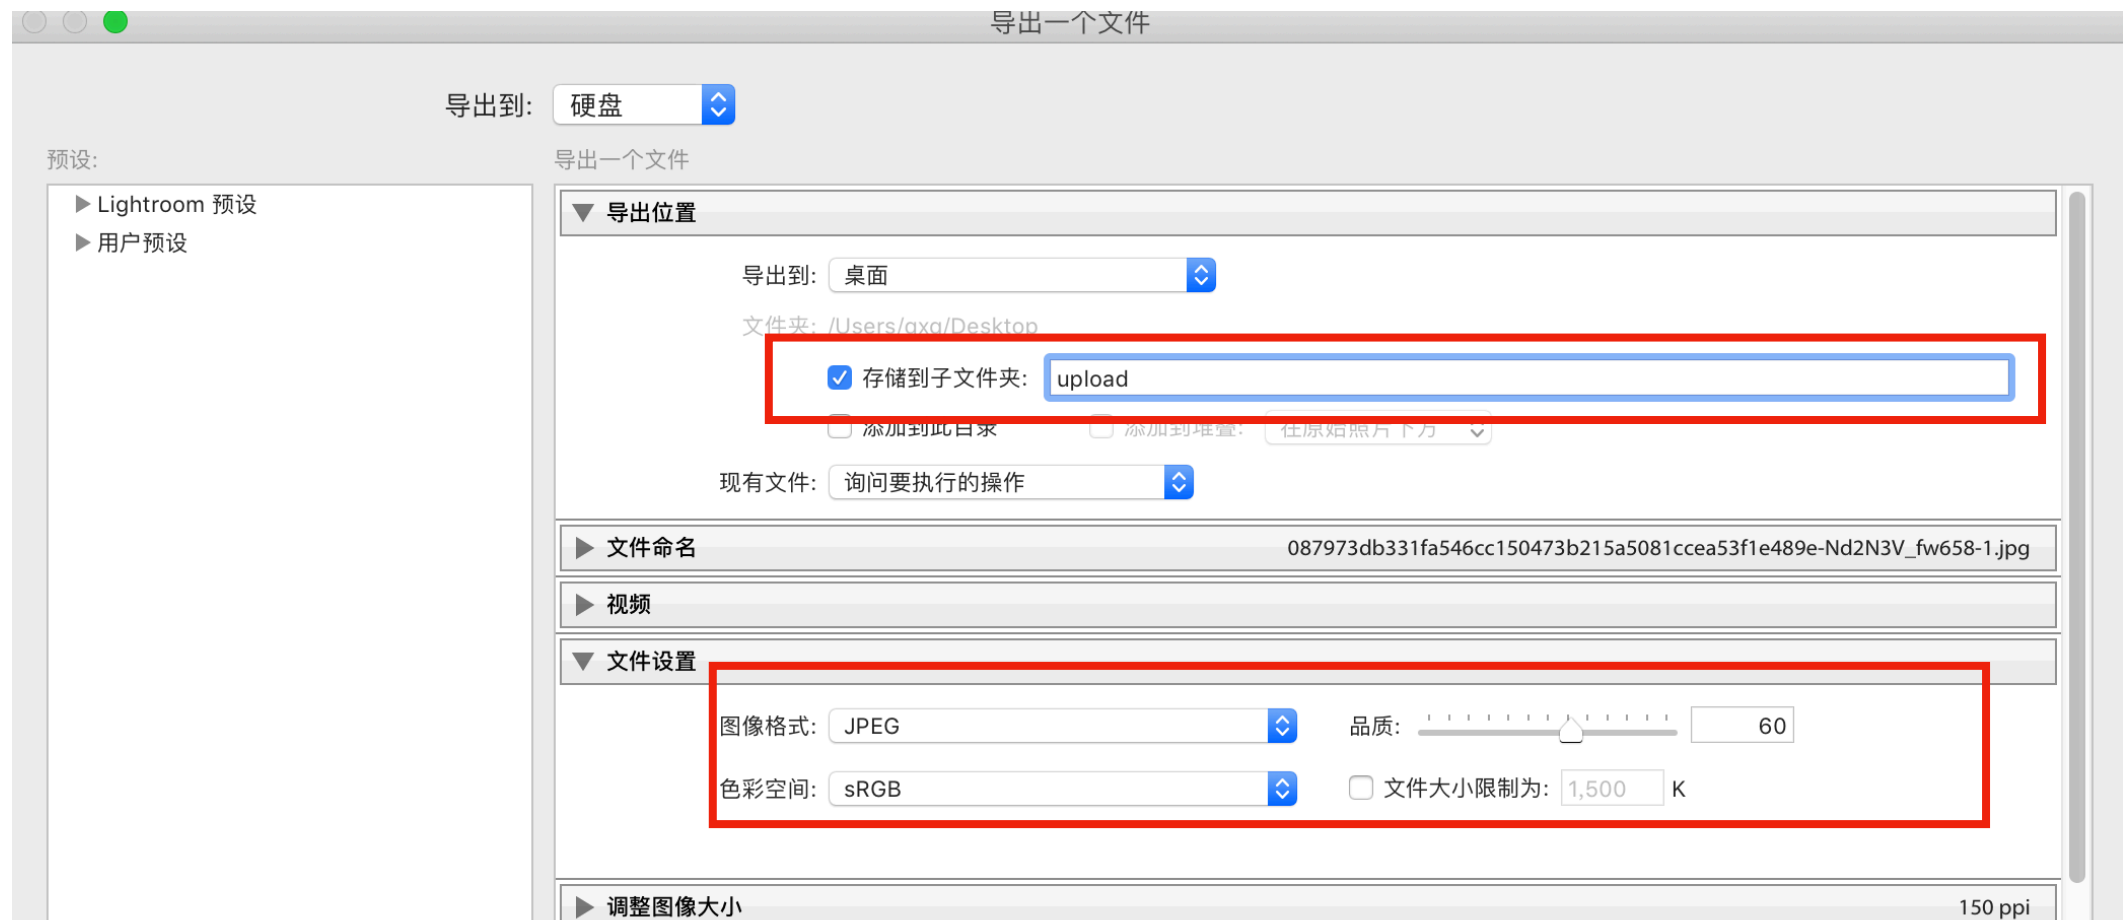 导出一个文件
导出到: 硬盘
预设:
导出一个文件
Lightroom 预设
用户预设
导出位置
导出到: 桌面
文件夹: /Users/gxg/Desktop
存储到子文件夹: upload
添加到此目录 添加到堆叠: 在原始照片下方
现有文件: 询问要执行的操作
文件命名 087973db331fa546cc150473b215a5081ccea53f1e489e-Nd2N3V_fw658-1.jpg
视频
文件设置
图像格式: JPEG 品质: 60
色彩空间: sRGB 文件大小限制为: 1,500 K
调整图像大小 150 ppi